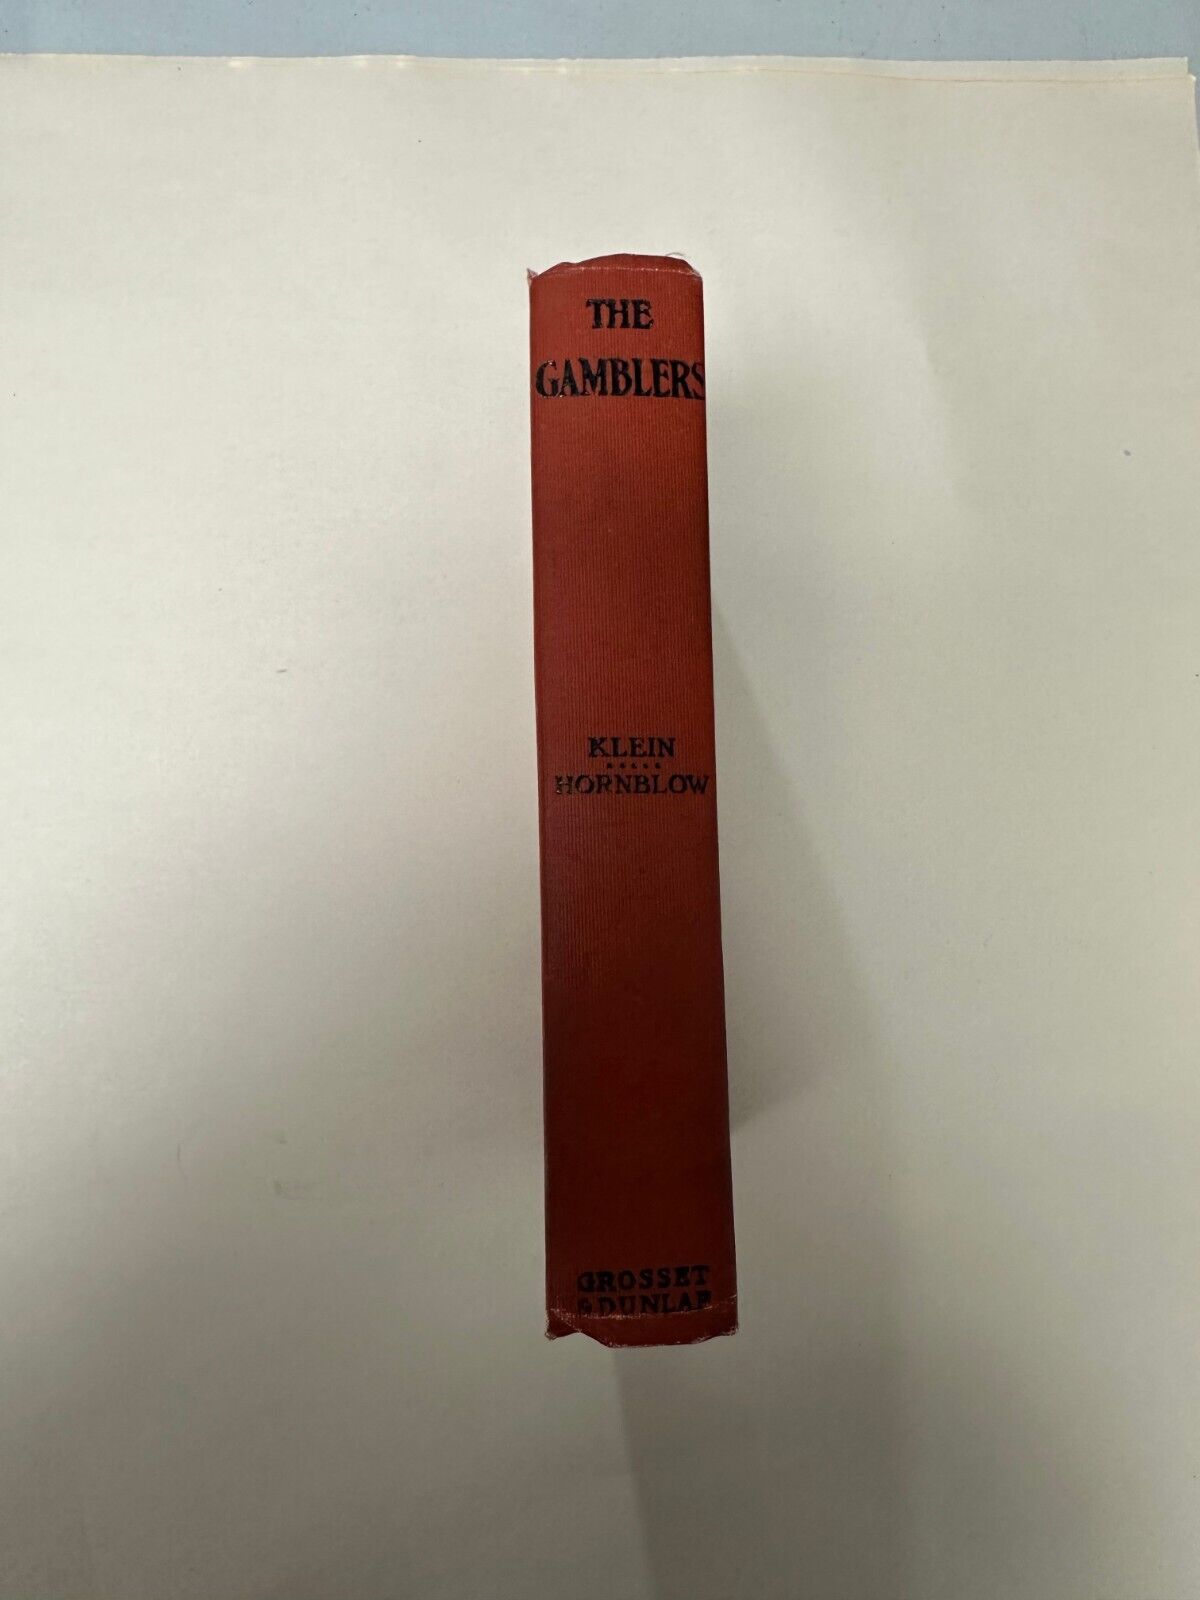 THE
GAMBLERS
KLEIN
HORNBLOW
GROSSET
& DUNLAP